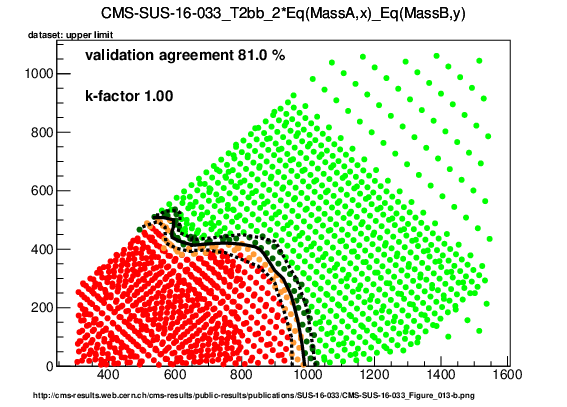 CMS-SUS-16-033_T2bb_2*Eq(MassA,x)_Eq(MassB,y)
dataset: upper limit
validation agreement 81.0 %
k-factor 1.00
1000
800
600
400
200
0
400 600 800 1000 1200 1400 1600
http://cms-results.web.cern.ch/cms-results/public-results/publications/SUS-16-033/CMS-SUS-16-033_Figure_013-b.png